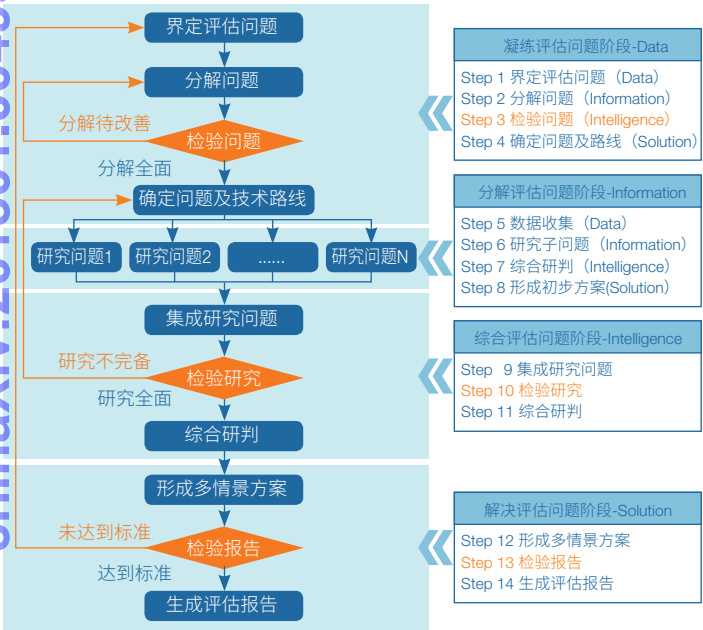 界定评估问题
分解问题
分解待改善
检验问题
分解全面
确定问题及技术路线
研究问题1
研究问题2
......
研究问题N
集成研究问题
研究不完备
检验研究
研究全面
综合研判
形成多情景方案
未达到标准
检验报告
达到标准
生成评估报告
凝练评估问题阶段-Data
Step 1 界定评估问题（Data）
Step 2 分解问题（Information）
Step 3 检验问题（Intelligence）
Step 4 确定问题及路线（Solution）
分解评估问题阶段-Information
Step 5 数据收集（Data）
Step 6 研究子问题（Information）
Step 7 综合研判（Intelligence）
Step 8 形成初步方案(Solution）
综合评估问题阶段-Intelligence
Step 9 集成研究问题
Step 10 检验研究
Step 11 综合研判
解决评估问题阶段-Solution
Step 12 形成多情景方案
Step 13 检验报告
Step 14 生成评估报告